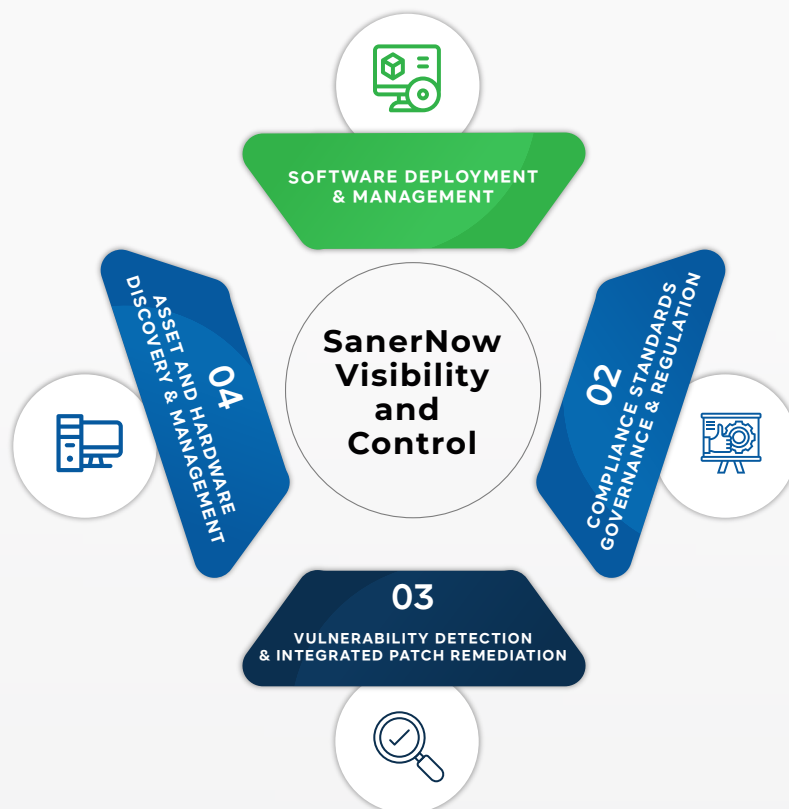 SOFTWARE DEPLOYMENT
& MANAGEMENT
SanerNow
Visibility
and
Control
02
COMPLIANCE STANDARDS
GOVERNANCE & REGULATION
03
VULNERABILITY DETECTION
& INTEGRATED PATCH REMEDIATION
04
ASSET AND HARDWARE
DISCOVERY & MANAGEMENT